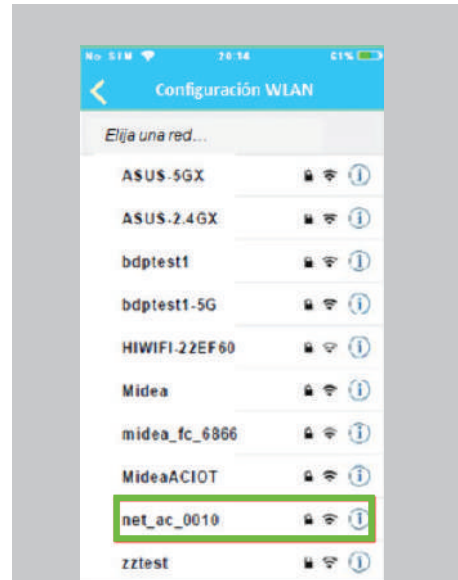 No SIM 20:14 61%
Configuración WLAN
Elija una red...
ASUS-5GX
ASUS-2.4GX
bdptest1
bdptest1-5G
HIWIFI-22EF60
Midea
midea_fc_6866
MideaACIOT
net_ac_0010
zztest